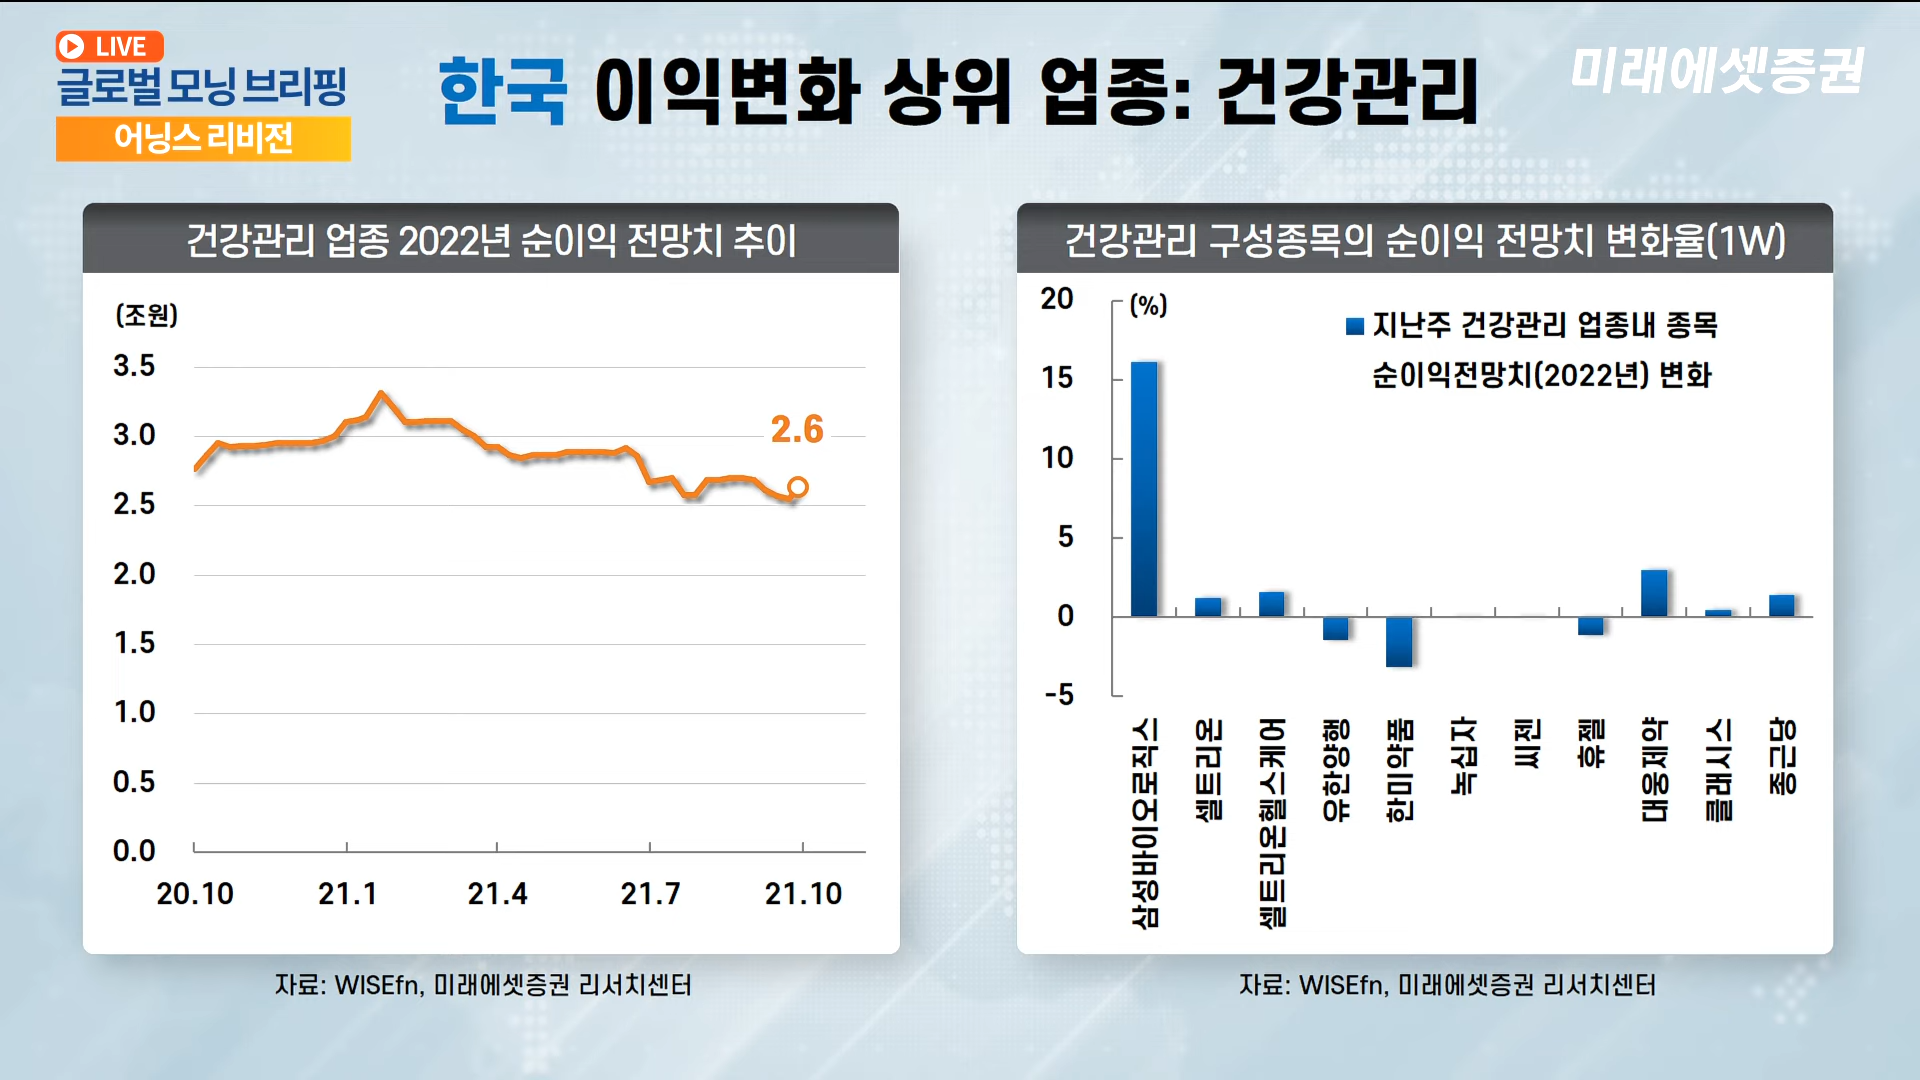 LIVE
글로벌 모닝 브리핑
어닝스 리비전
한국 이익변화 상위 업종: 건강관리
미래에셋증권
건강관리 업종 2022년 순이익 전망치 추이
(조원)
3.5
3.0
2.5
2.0
1.5
1.0
0.5
0.0
2.6
20.10 21.1 21.4 21.7 21.10
자료: WISEfn, 미래에셋증권 리서치센터
건강관리 구성종목의 순이익 전망치 변화율(1W)
(%)
20
15
10
5
0
-5
지난주 건강관리 업종내 종목
순이익전망치(2022년) 변화
삼성바이오로직스
셀트리온
셀트리온헬스케어
유한양행
한미약품
녹십자
씨젠
휴젤
대웅제약
클래시스
종근당
자료: WISEfn, 미래에셋증권 리서치센터